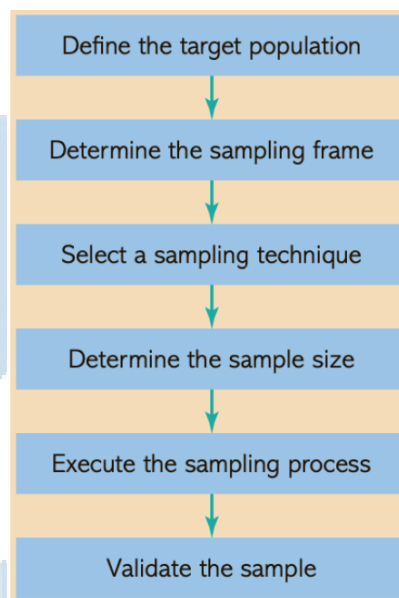 Define the target population
Determine the sampling frame
Select a sampling technique
Determine the sample size
Execute the sampling process
Validate the sample